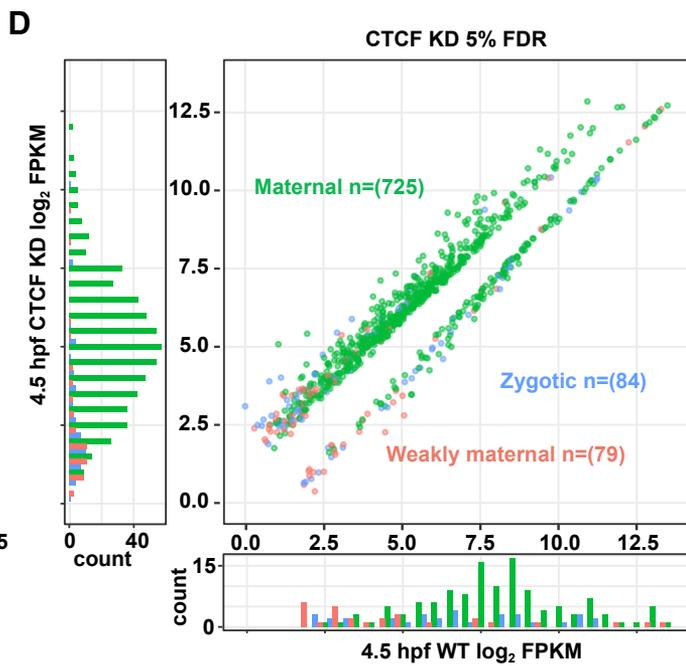 D
CTCF KD 5% FDR
4.5 hpf CTCF KD log2 FPKM
12.5
10.0
7.5
5.0
2.5
0.0
Maternal n=(725)
Zygotic n=(84)
Weakly maternal n=(79)
5
0 40
count
0.0 2.5 5.0 7.5 10.0 12.5
count
15
0
4.5 hpf WT log2 FPKM